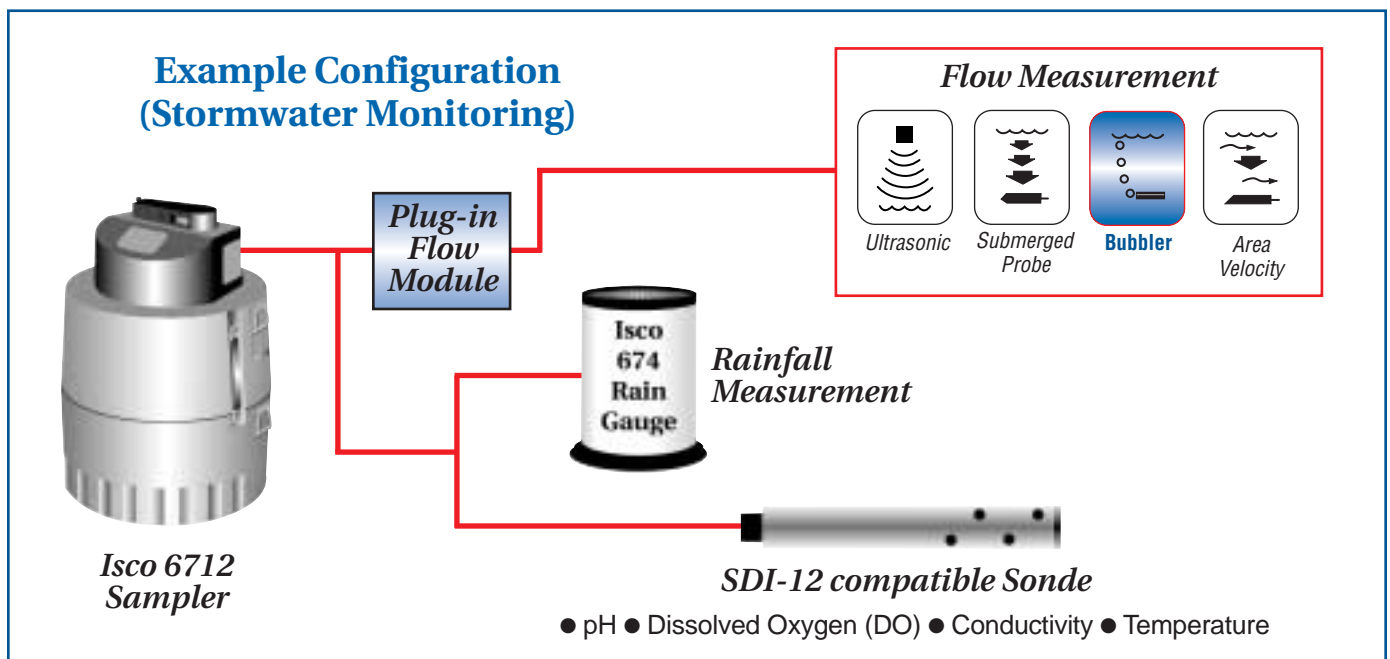 Example Configuration
(Stormwater Monitoring)
Flow Measurement
Ultrasonic
Submerged
Probe
Bubbler
Area
Velocity
Plug-in
Flow
Module
Isco
674
Rain
Gauge
Rainfall
Measurement
Isco 6712
Sampler
SDI-12 compatible Sonde
● pH ● Dissolved Oxygen (DO) ● Conductivity ● Temperature